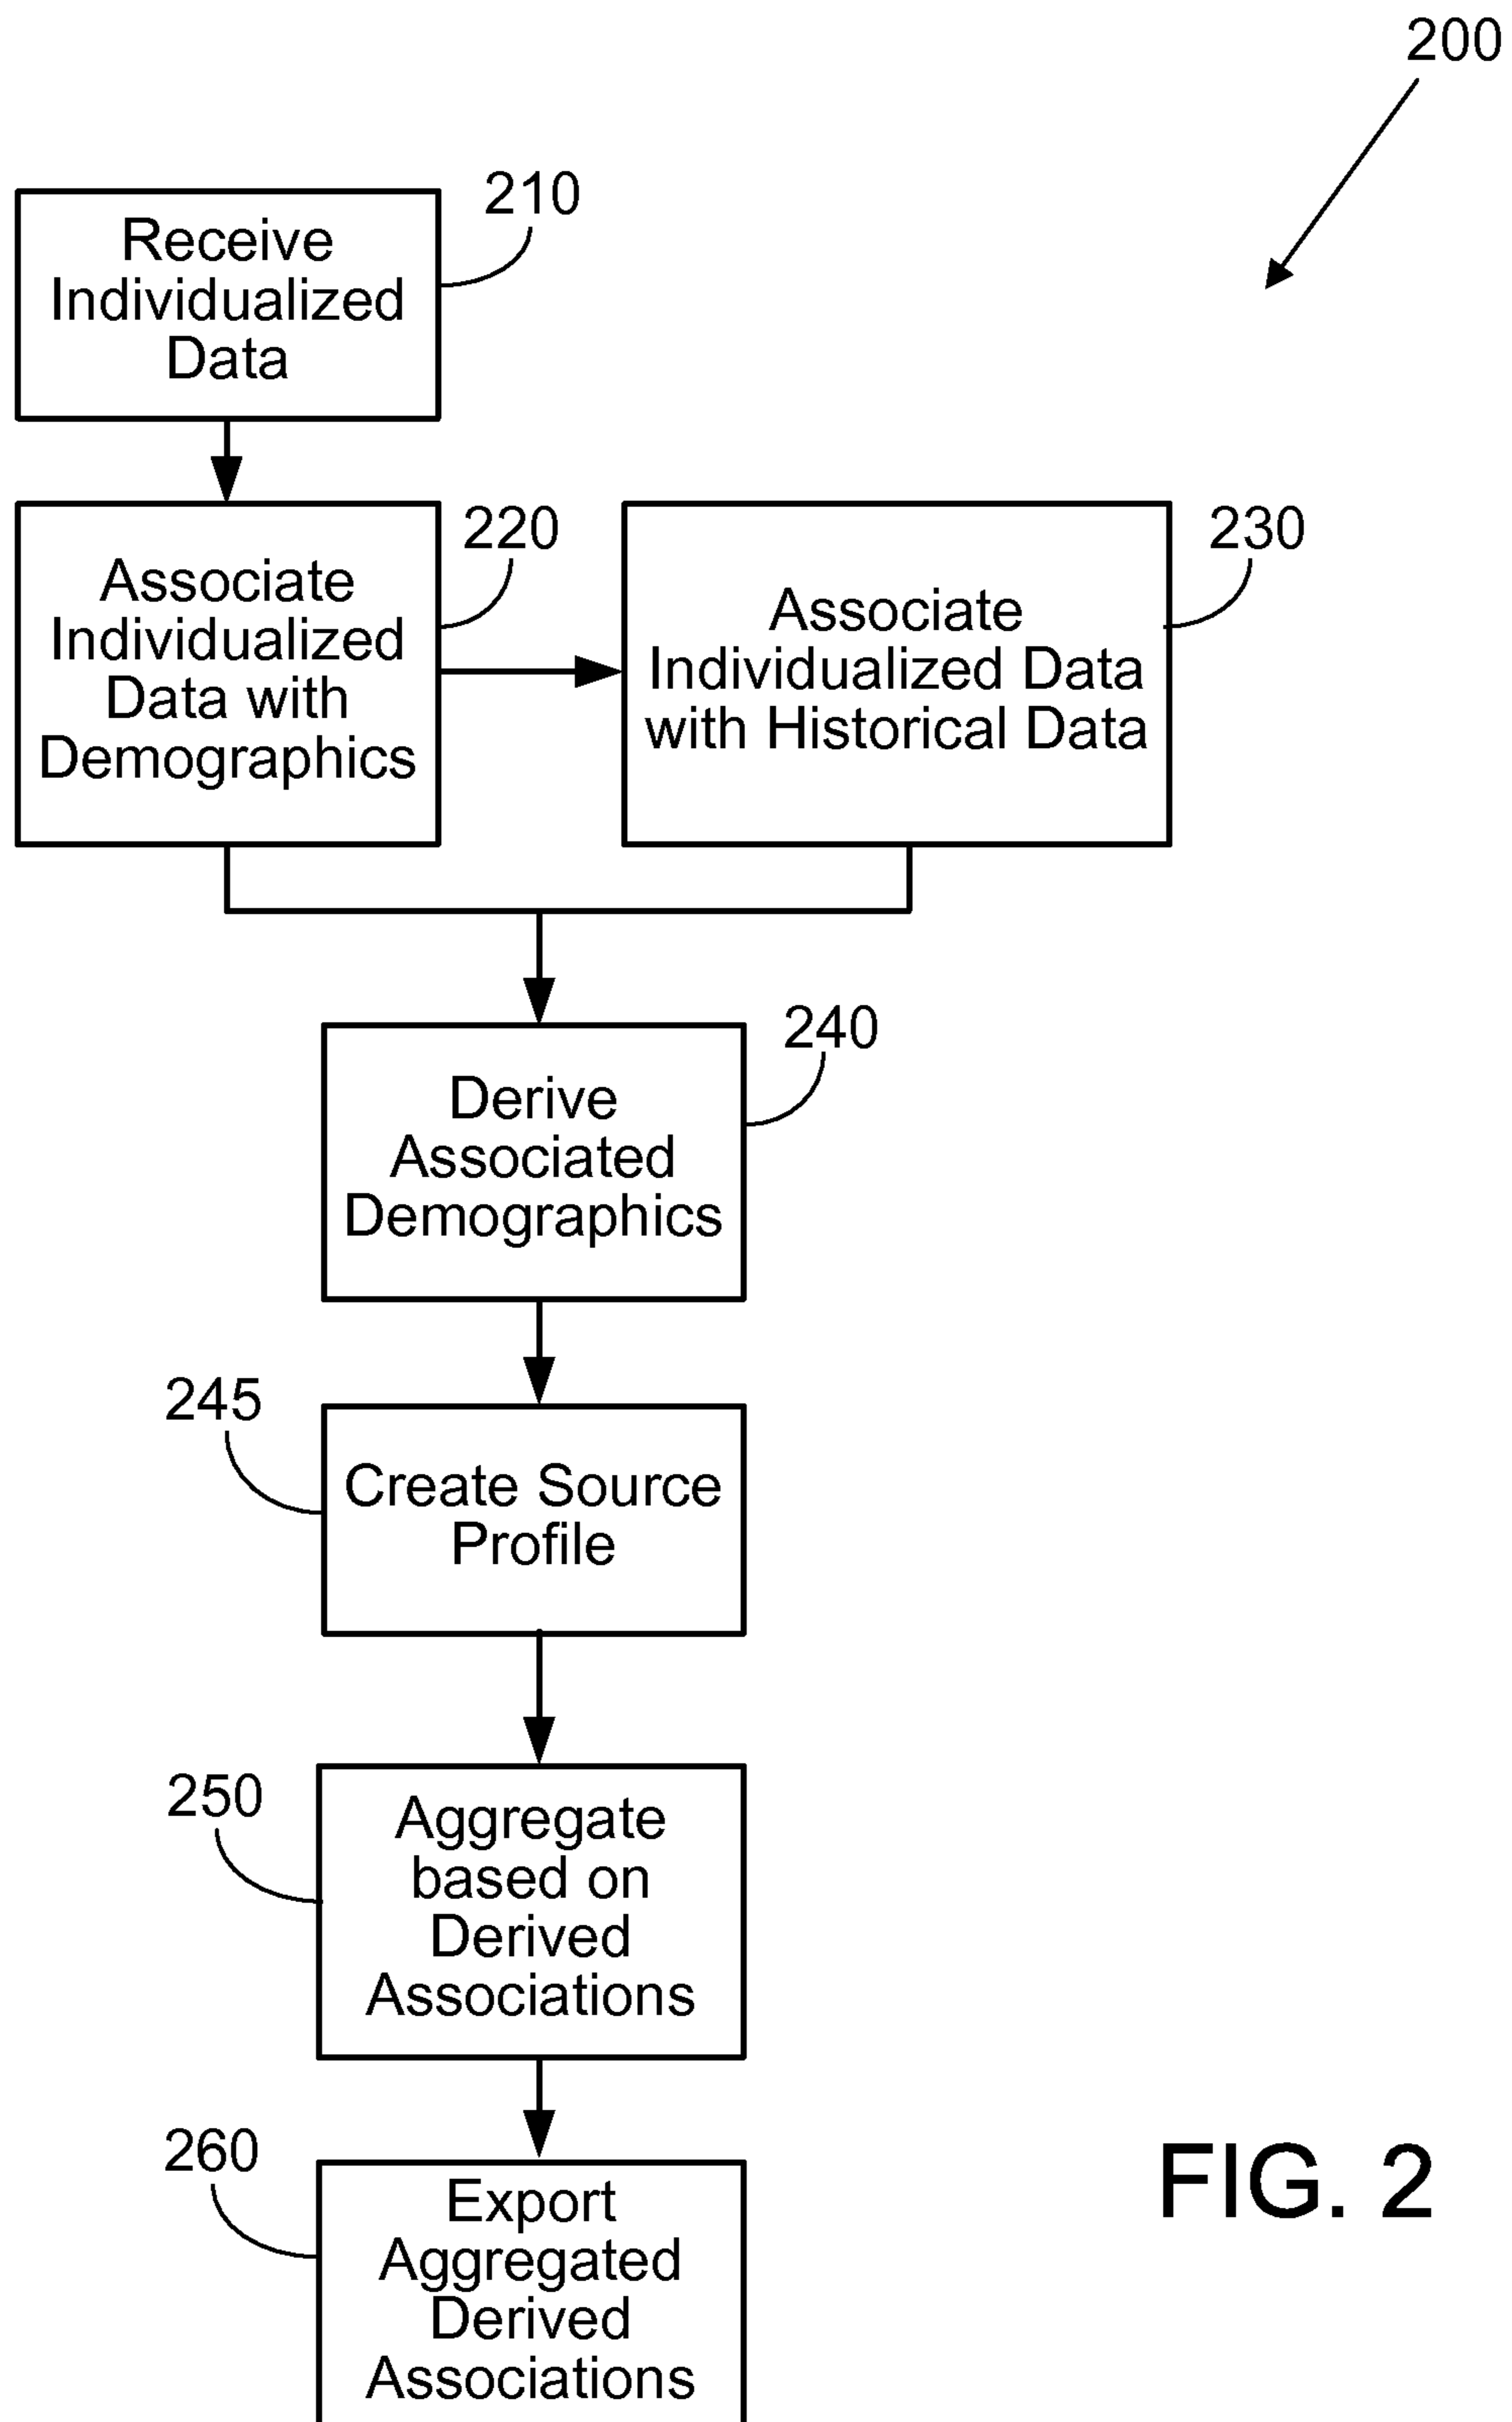 200
210
Receive
Individualized
Data
220
Associate
Individualized
Data with
Demographics
230
Associate
Individualized Data
with Historical Data
240
Derive
Associated
Demographics
245
Create Source
Profile
250
Aggregate
based on
Derived
Associations
260
Export
Aggregated
Derived
Associations
FIG. 2